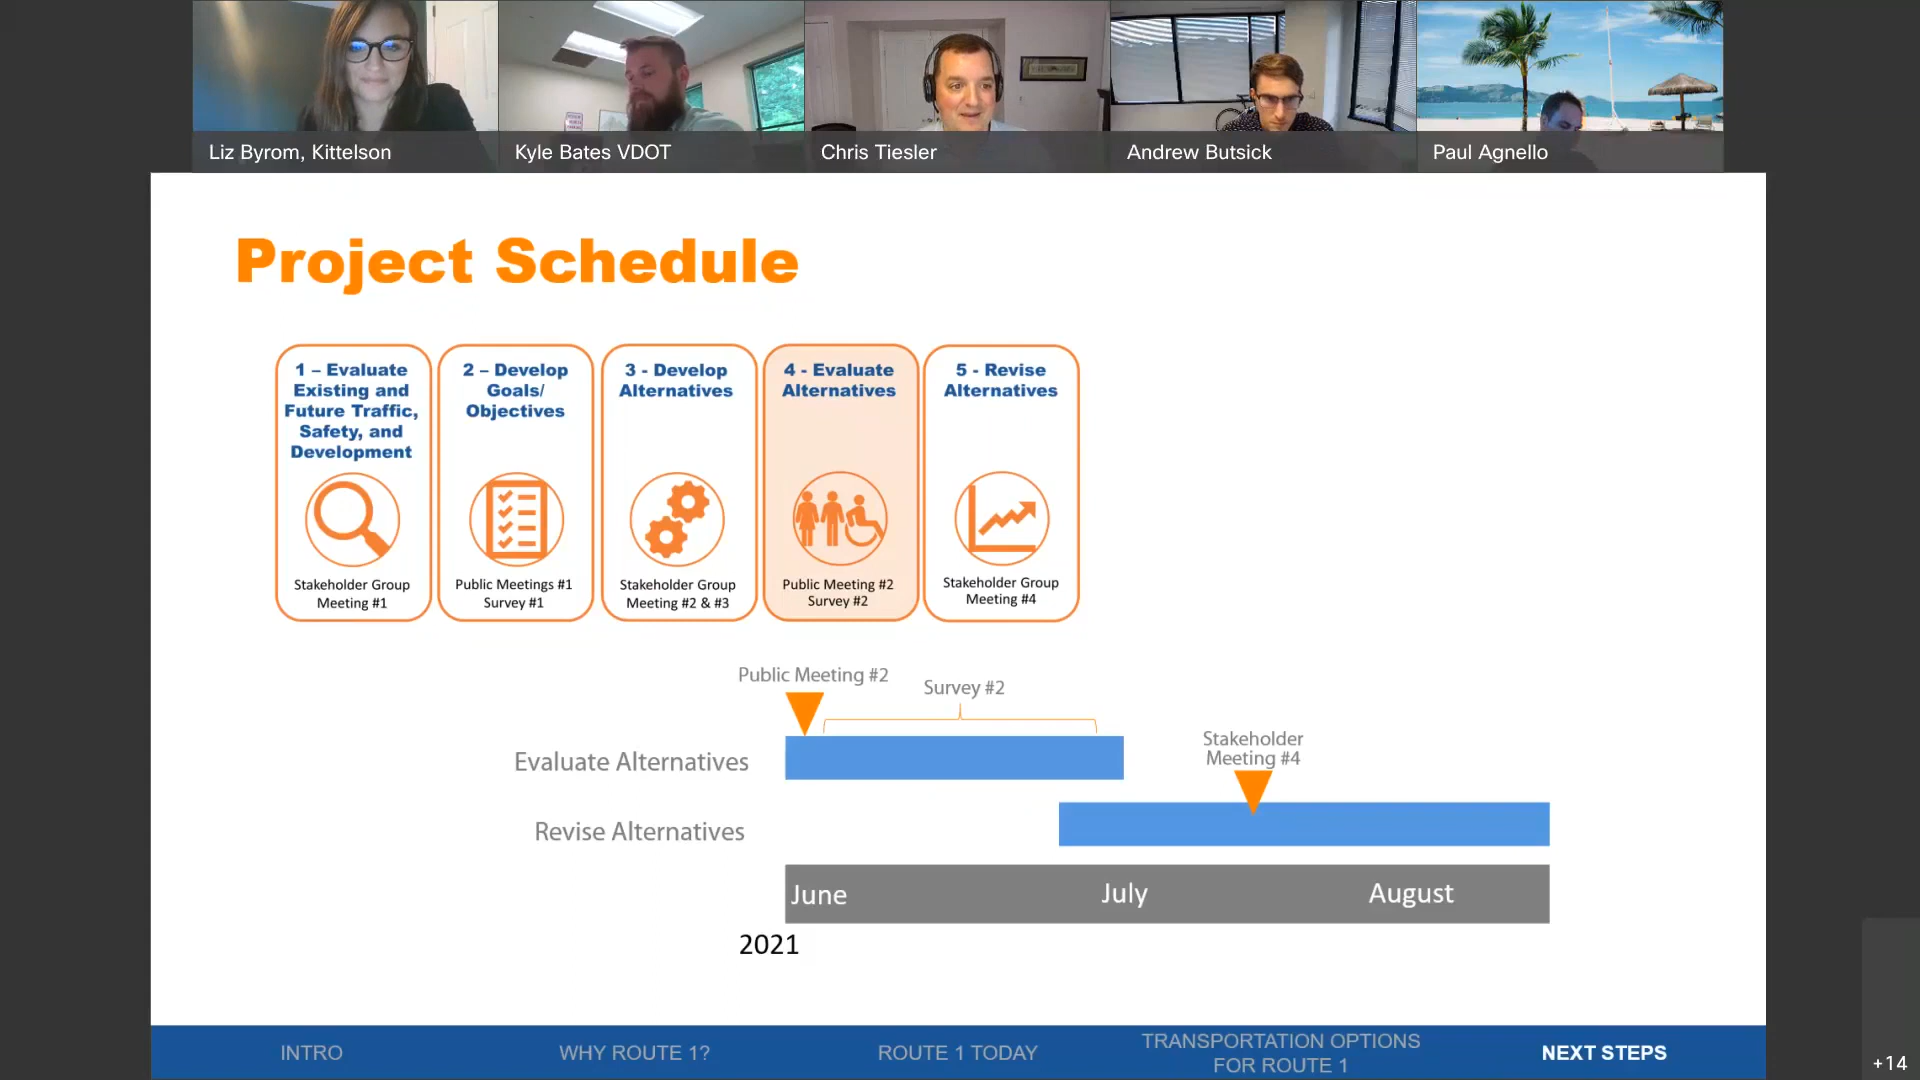 Liz Byrom, Kittelson
Kyle Bates VDOT
Chris Tiesler
Andrew Butsick
Paul Agnello
Project Schedule
1 – Evaluate
Existing and
Future Traffic,
Safety, and
Development
Stakeholder Group
Meeting #1
2 – Develop
Goals/
Objectives
Public Meetings #1
Survey #1
3 - Develop
Alternatives
Stakeholder Group
Meeting #2 & #3
4 - Evaluate
Alternatives
Public Meeting #2
Survey #2
5 - Revise
Alternatives
Stakeholder Group
Meeting #4
Public Meeting #2
Survey #2
Evaluate Alternatives
Stakeholder
Meeting #4
Revise Alternatives
June
July
August
2021
INTRO
WHY ROUTE 1?
ROUTE 1 TODAY
TRANSPORTATION OPTIONS
FOR ROUTE 1
NEXT STEPS
+14